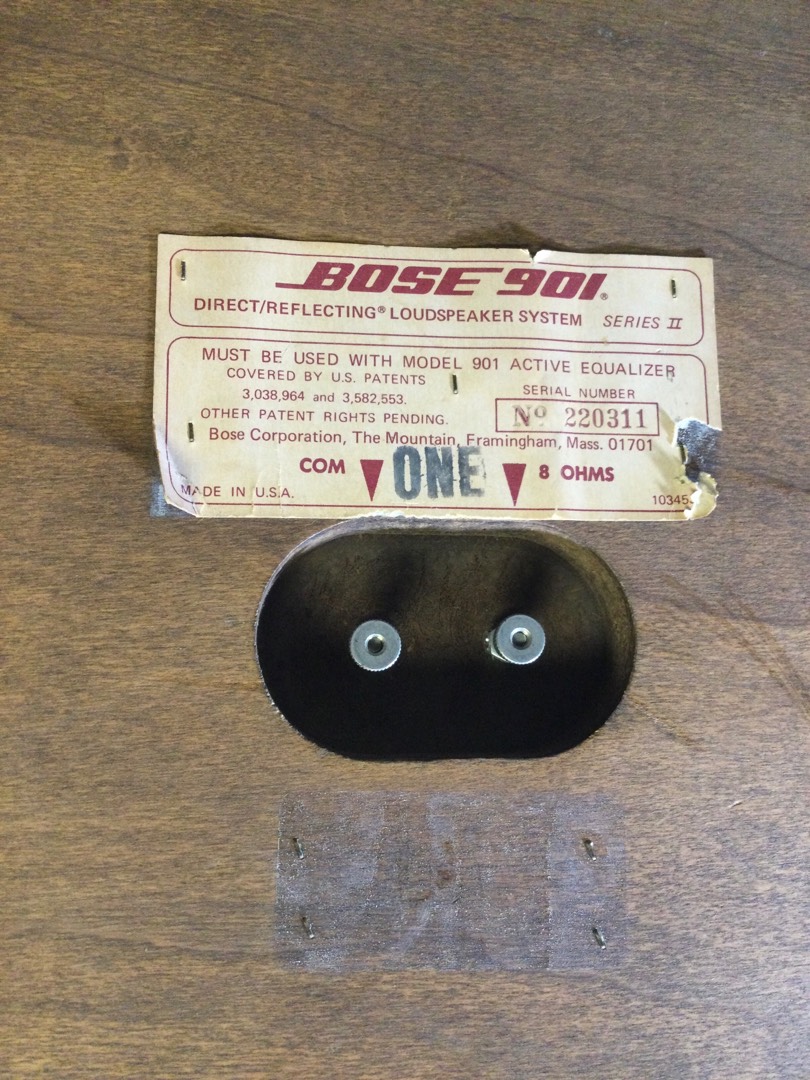 BOSE 901®
DIRECT/REFLECTING® LOUDSPEAKER SYSTEM SERIES II
MUST BE USED WITH MODEL 901 ACTIVE EQUALIZER
COVERED BY U.S. PATENTS
3,038,964 and 3,582,553.
OTHER PATENT RIGHTS PENDING.
SERIAL NUMBER
Nº 220311
Bose Corporation, The Mountain, Framingham, Mass. 01701
COM ONE 8 OHMS
MADE IN U.S.A.